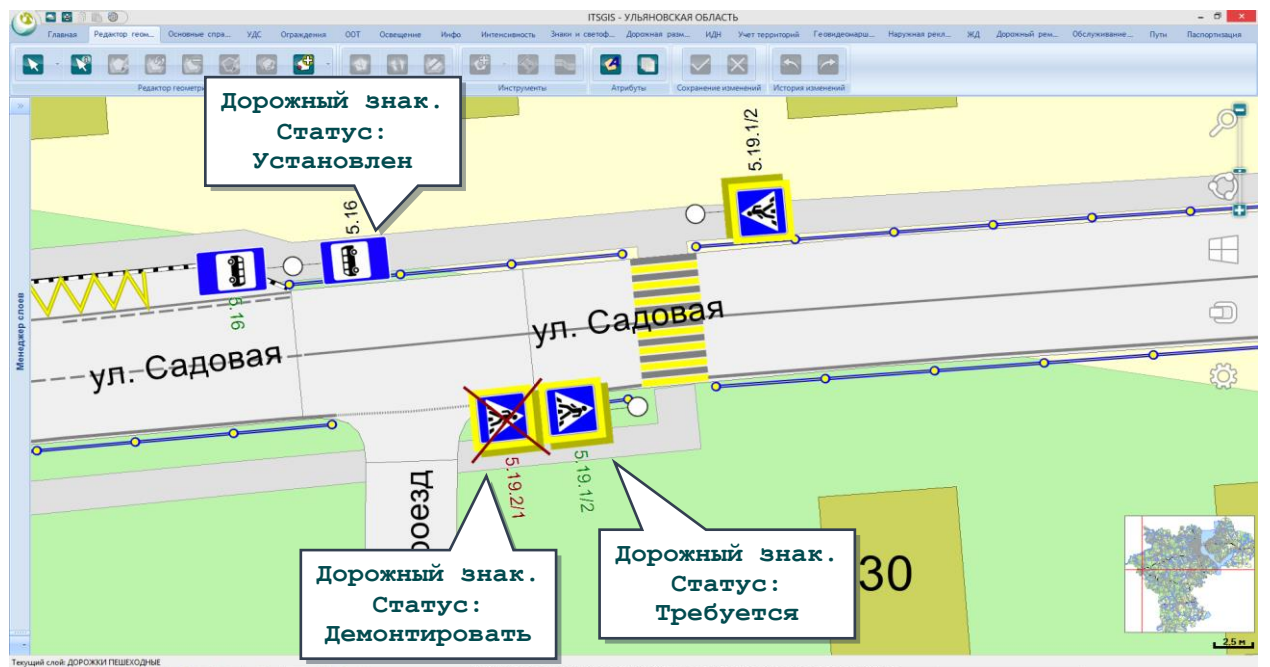 ITSGIS - УЛЬЯНОВСКАЯ ОБЛАСТЬ
Главная Редактор геом... Основные спра... УДС Ограждения ООТ Освещение Инфо Интенсивность Знаки и светоф... Дорожная разм... ИДН Учет территорий Геовидеомарш... Наружная рекл... ЖД Дорожный рем... Обслуживание... Пути Паспортизация
Редактор геометри Инструменты Атрибуты Сохранение изменений История изменений
Дорожный знак.
Статус:
Установлен
5.19.1/2
5.16
5.16
Менеджер слоев
ул. Садовая
ул. Садовая
5.19.2/1
5.19.1/2
роезд
Дорожный знак.
Статус:
Требуется
30
Дорожный знак.
Статус:
Демонтировать
2,5 м
Текущий слой: ДОРОЖКИ ПЕШЕХОДНЫЕ